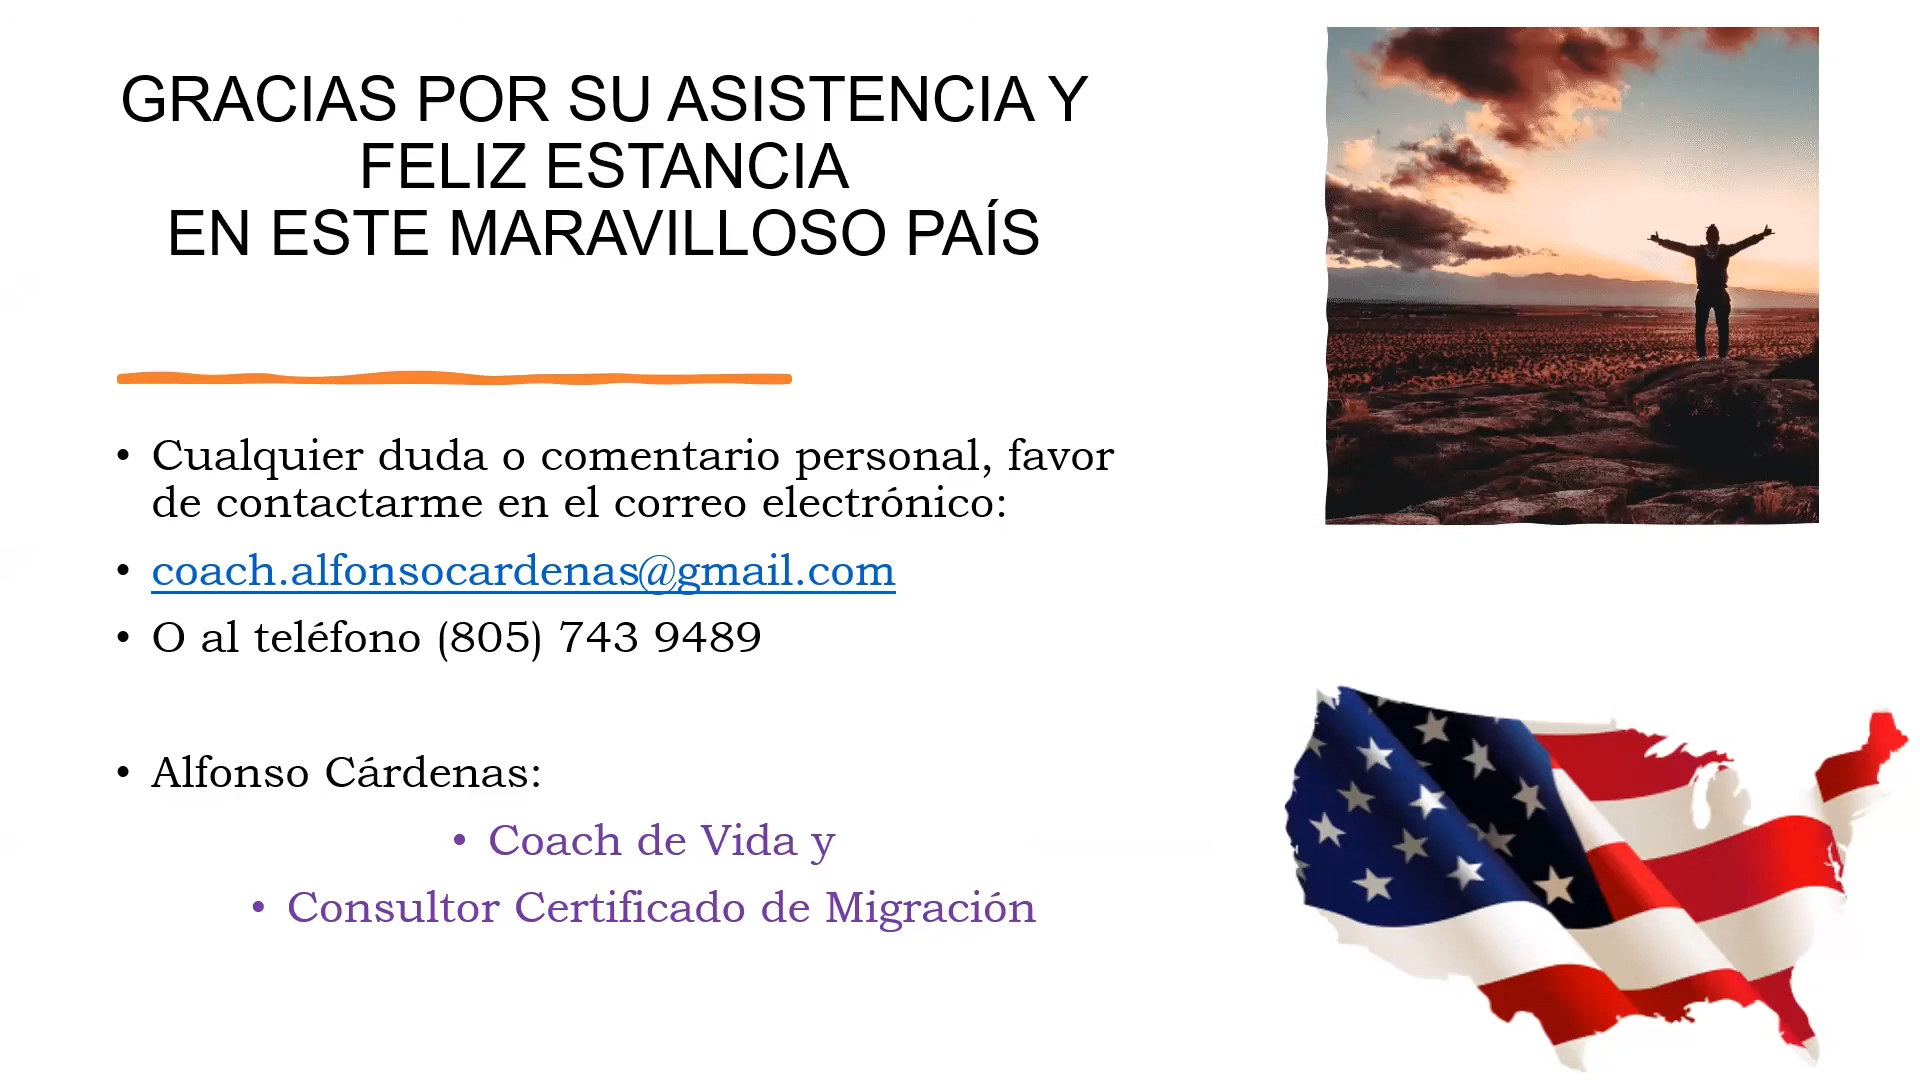 GRACIAS POR SU ASISTENCIA Y
FELIZ ESTANCIA
EN ESTE MARAVILLOSO PAÍS
• Cualquier duda o comentario personal, favor
de contactarme en el correo electrónico:
• coach.alfonsocardenas@gmail.com
• O al teléfono (805) 743 9489
• Alfonso Cárdenas:
• Coach de Vida y
• Consultor Certificado de Migración